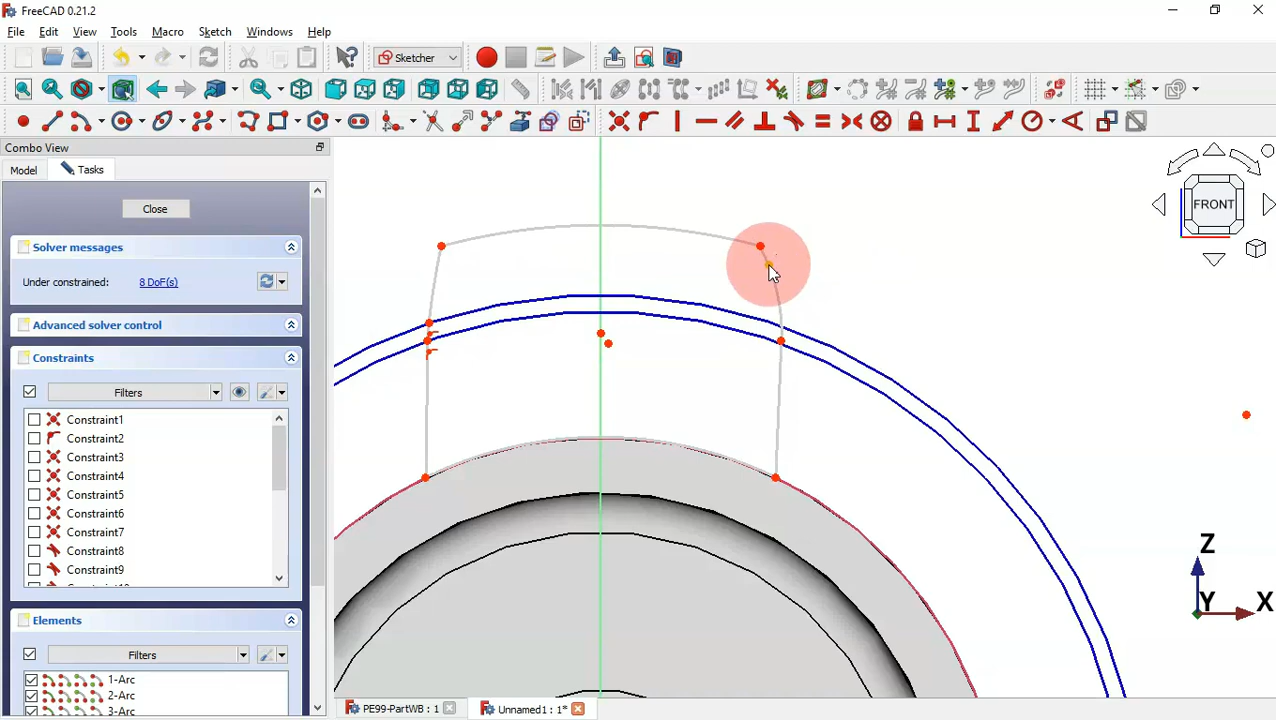 FreeCAD 0.21.2
File Edit View Tools Macro Sketch Windows Help
Sketcher
Combo View
Model Tasks
Close
Solver messages
Under constrained: 8 DoF(s)
Advanced solver control
Constraints
Filters
Constraint1
Constraint2
Constraint3
Constraint4
Constraint5
Constraint6
Constraint7
Constraint8
Constraint9
Elements
Filters
1-Arc
2-Arc
3-Arc
FRONT
Z
Y X
PE99-PartWB : 1 Unnamed1 : 1*